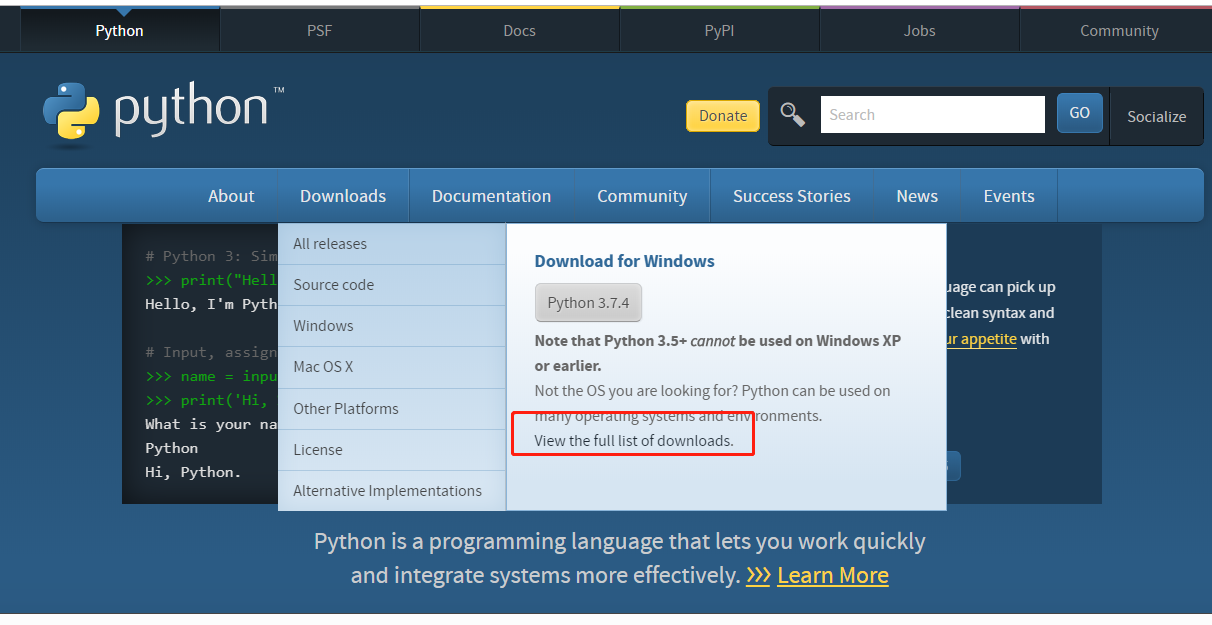 Python
PSF
Docs
PyPI
Jobs
Community
python™
Donate
Search
GO
Socialize
About
Downloads
Documentation
Community
Success Stories
News
Events
# Python 3: Sim
>>> print("Hell
Hello, I'm Pyth
# Input, assign
>>> name = inpu
>>> print('Hi,
What is your na
Python
Hi, Python.
All releases
Source code
Windows
Mac OS X
Other Platforms
License
Alternative Implementations
Download for Windows
Python 3.7.4
Note that Python 3.5+ cannot be used on Windows XP
or earlier.
Not the OS you are looking for? Python can be used on
many operating systems and environments.
View the full list of downloads.
uage can pick up
clean syntax and
ur appetite with
Python is a programming language that lets you work quickly
and integrate systems more effectively. >>> Learn More